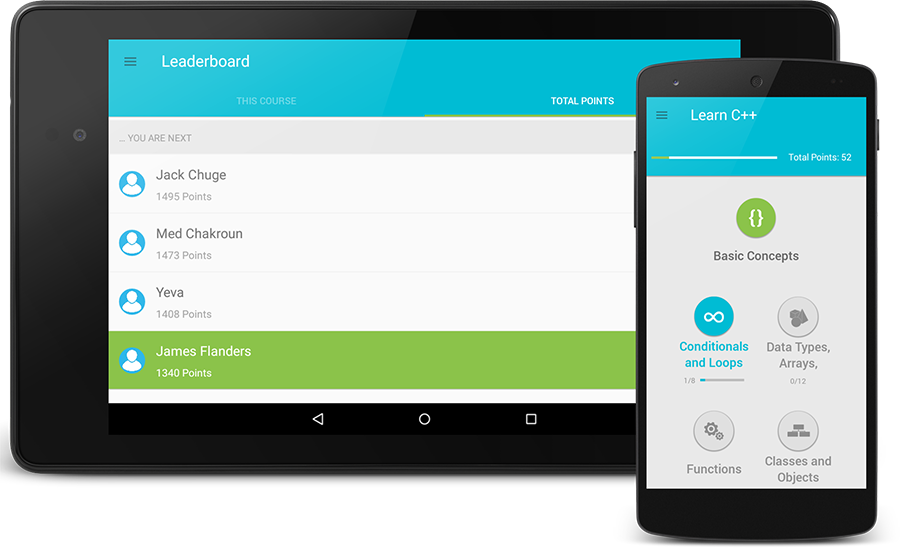 Leaderboard
THIS COURSE
TOTAL POINTS
... YOU ARE NEXT
Jack Chuge
1495 Points
Med Chakroun
1473 Points
Yeva
1408 Points
James Flanders
1340 Points
Learn C++
Total Points: 52
{}
Basic Concepts
Conditionals
and Loops
1/8
Data Types,
Arrays,
0/12
Functions
Classes and
Objects